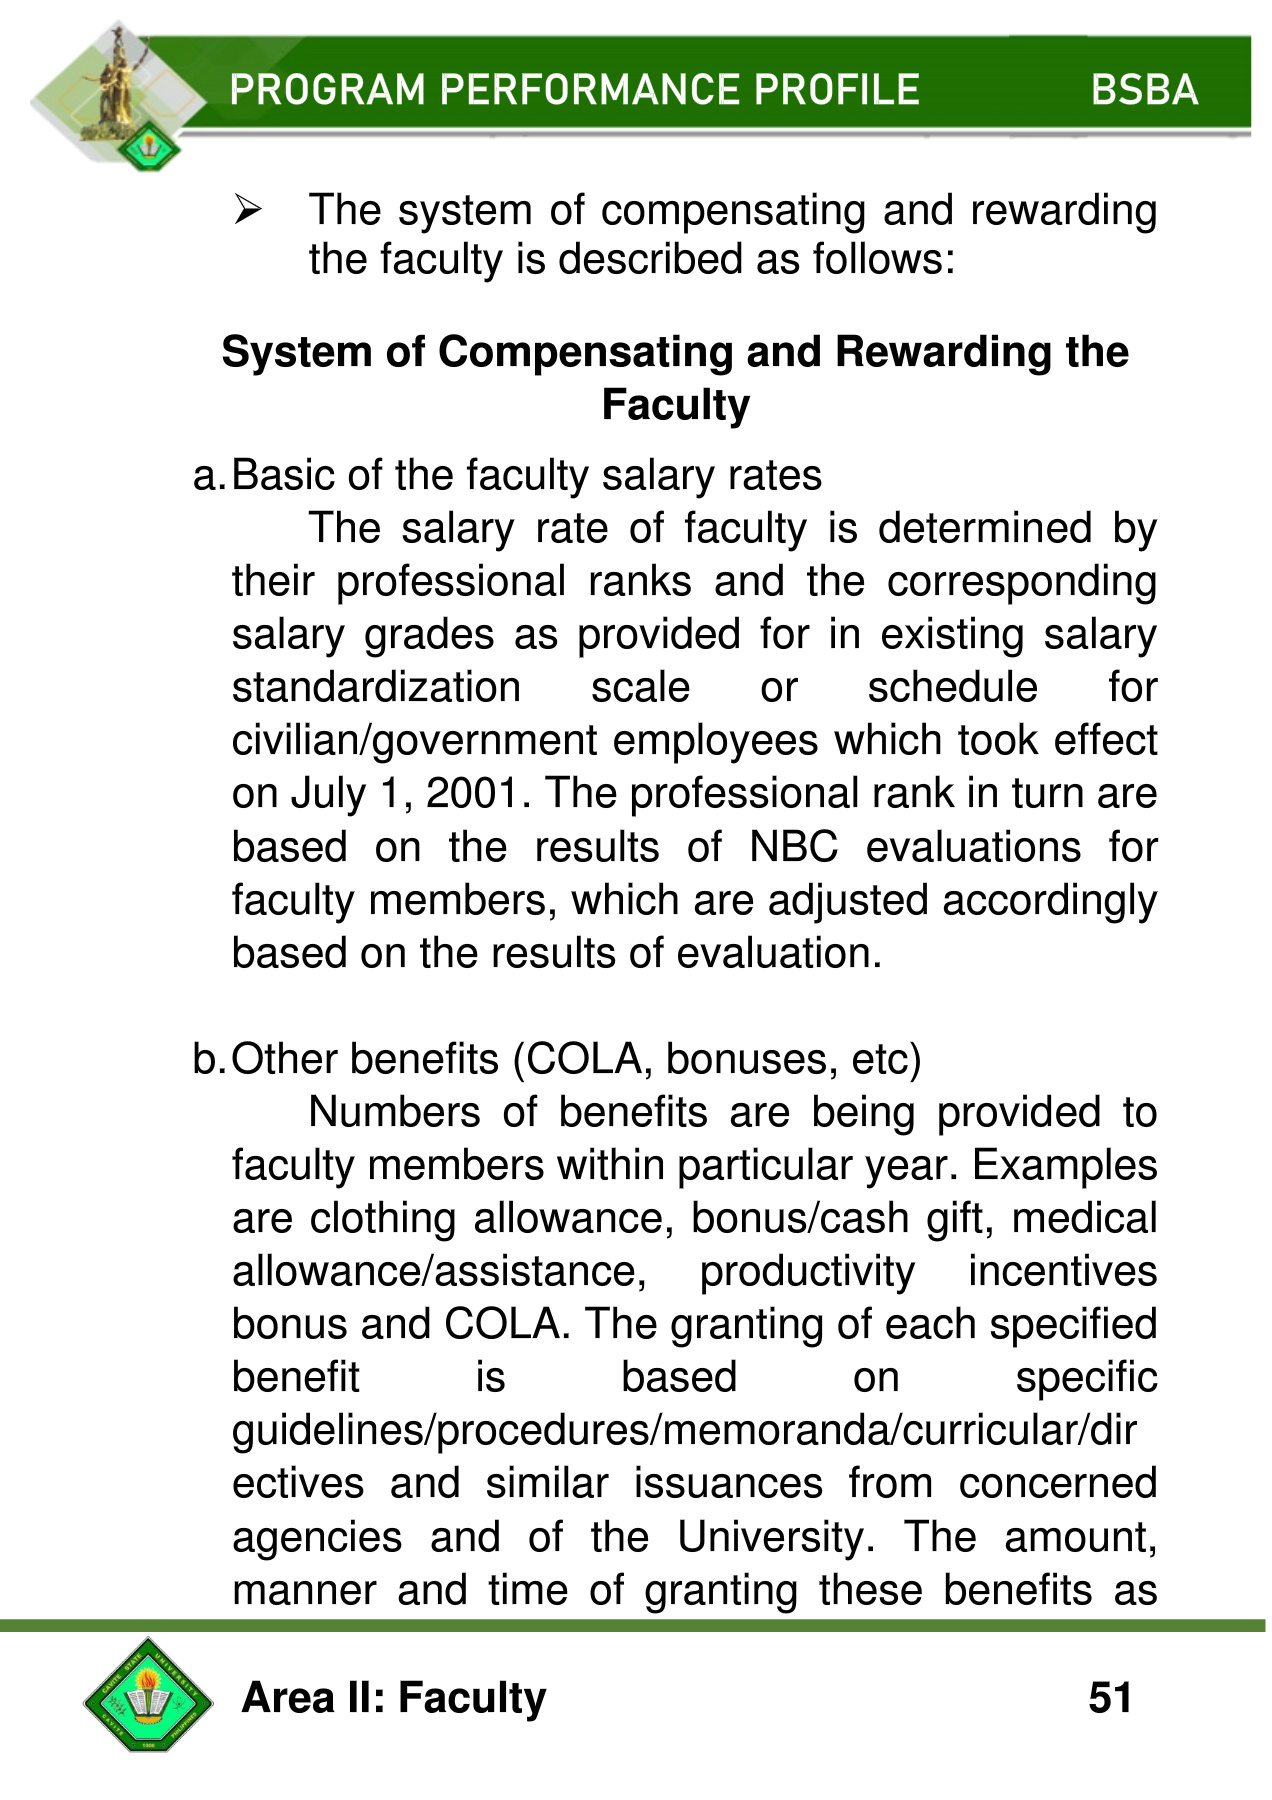 PROGRAM PERFORMANCE PROFILE BSBA
➢ The system of compensating and rewarding
the faculty is described as follows:
System of Compensating and Rewarding the
Faculty
a. Basic of the faculty salary rates
The salary rate of faculty is determined by
their professional ranks and the corresponding
salary grades as provided for in existing salary
standardization scale or schedule for
civilian/government employees which took effect
on July 1, 2001. The professional rank in turn are
based on the results of NBC evaluations for
faculty members, which are adjusted accordingly
based on the results of evaluation.
b. Other benefits (COLA, bonuses, etc)
Numbers of benefits are being provided to
faculty members within particular year. Examples
are clothing allowance, bonus/cash gift, medical
allowance/assistance, productivity incentives
bonus and COLA. The granting of each specified
benefit is based on specific
guidelines/procedures/memoranda/curricular/dir
ectives and similar issuances from concerned
agencies and of the University. The amount,
manner and time of granting these benefits as
CAVITE STATE UNIVERSITY
CAVITE
1906
PHILIPPINES
Area II: Faculty 51